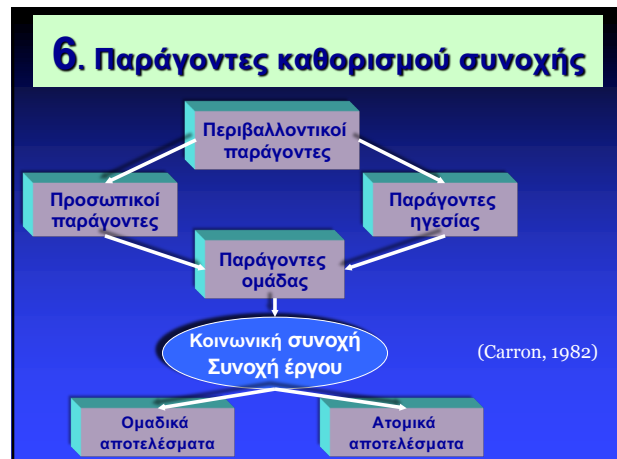 6. Παράγοντες καθορισμού συνοχής
Περιβαλλοντικοί
παράγοντες
Προσωπικοί
παράγοντες
Παράγοντες
ηγεσίας
Παράγοντες
ομάδας
Κοινωνική συνοχή
Συνοχή έργου
(Carron, 1982)
Ομαδικά
αποτελέσματα
Ατομικά
αποτελέσματα